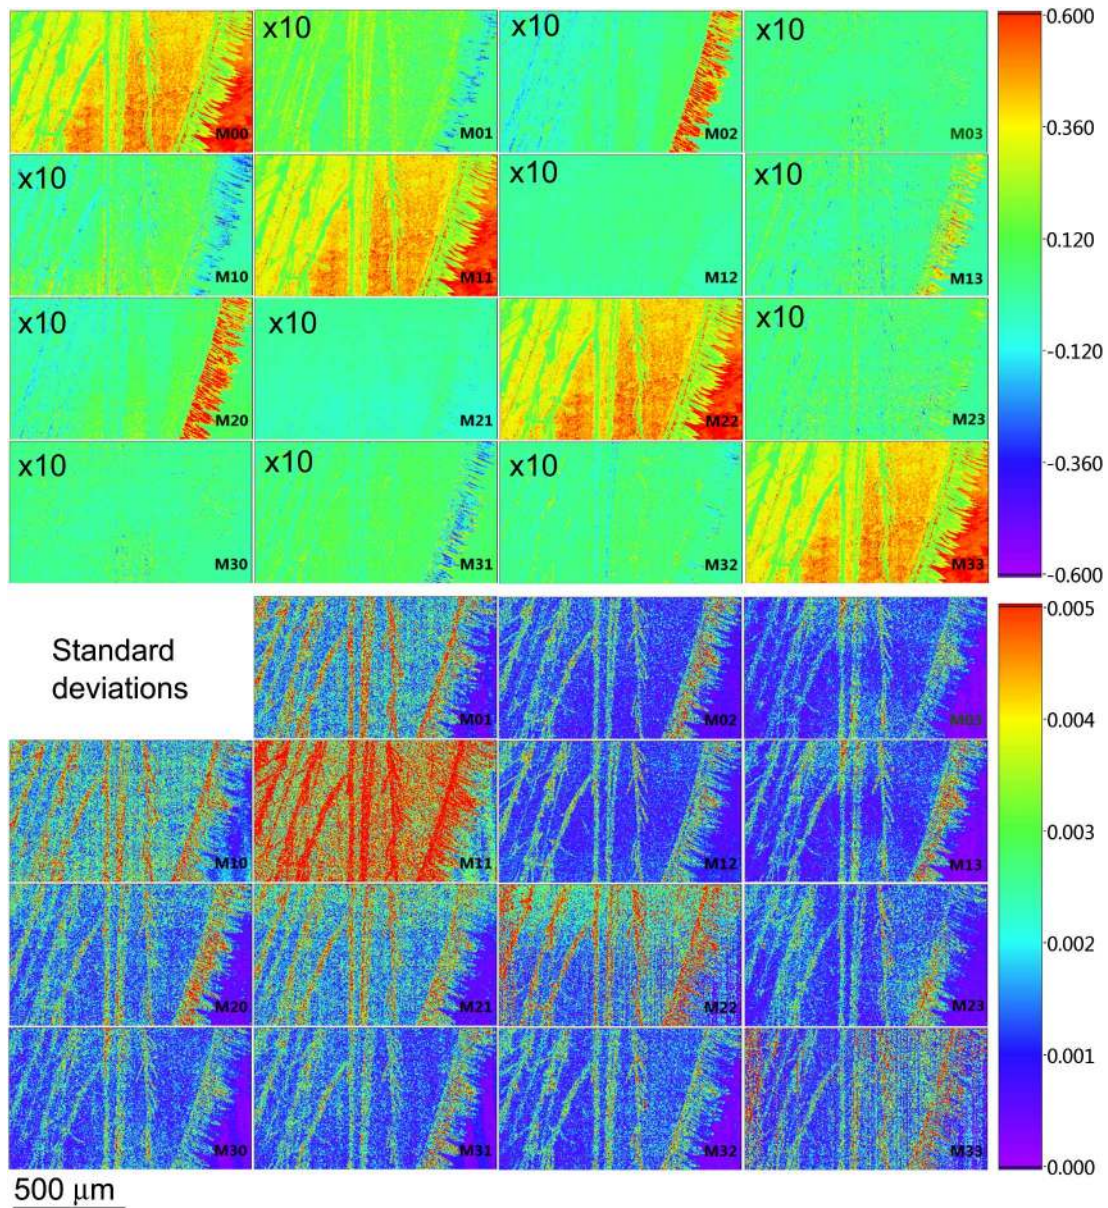 x10 x10 x10 0.600
M00 M01 M02 M03 0.360
x10 x10 x10
0.120
M10 M11 M12 M13
x10 x10 x10 -0.120
M20 M21 M22 M23
x10 x10 x10 -0.360
M30 M31 M32 M33
-0.600
0.005
Standard
deviations
M01 M02 M03 0.004
0.003
M10 M11 M12 M13
0.002
M20 M21 M22 M23
0.001
M30 M31 M32 M33
0.000
500 μm